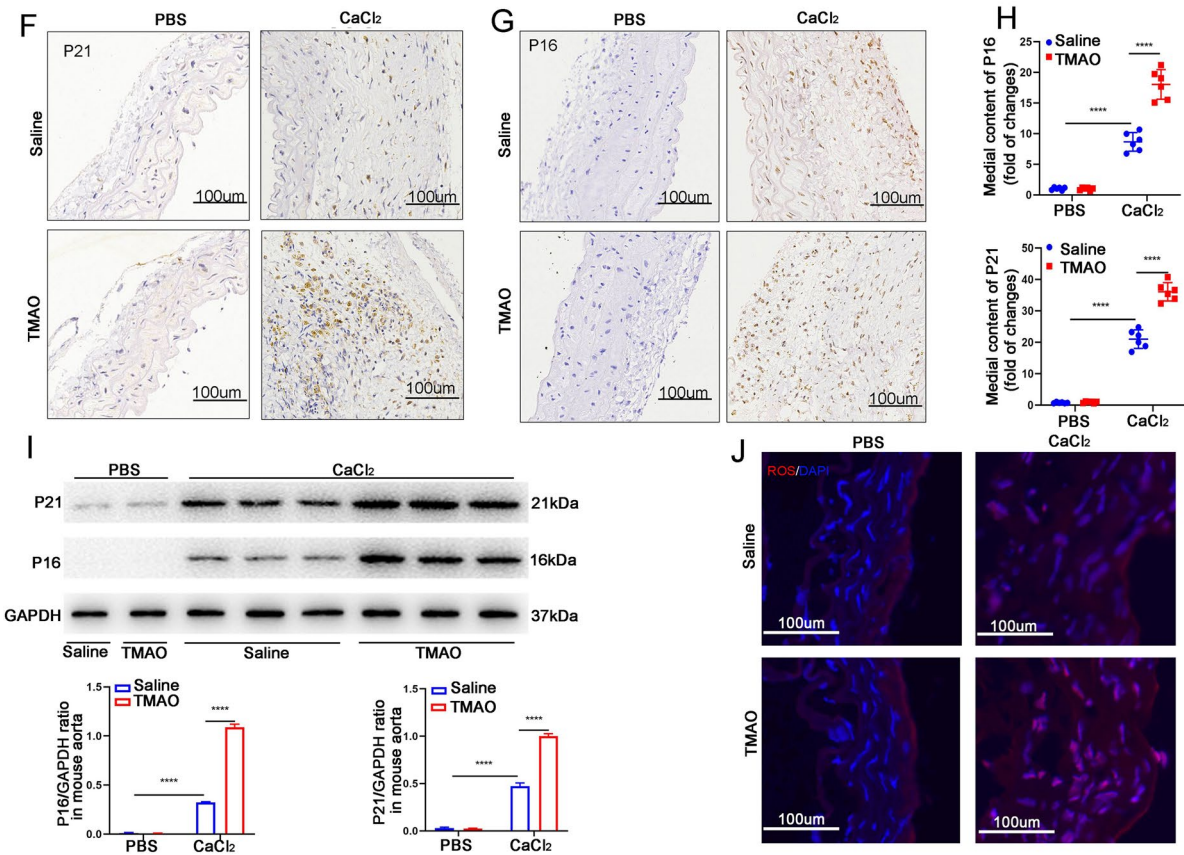 F
PBS
CaCl₂
P21
Saline
100um
100um
TMAO
100um
100um
G
PBS
CaCl₂
P16
Saline
100um
100um
TMAO
100um
100um
H
Medial content of P16
(fold of changes)
Saline
TMAO
25
20
15
10
5
0
****
****
PBS
CaCl₂
Medial content of P21
(fold of changes)
Saline
TMAO
50
40
30
20
10
0
****
****
PBS
CaCl₂
I
PBS
CaCl₂
P21
21kDa
P16
16kDa
GAPDH
37kDa
Saline
TMAO
Saline
TMAO
P16/GAPDH ratio
in mouse aorta
Saline
TMAO
1.5
1.0
0.5
0.0
****
****
PBS
CaCl₂
P21/GAPDH ratio
in mouse aorta
Saline
TMAO
1.5
1.0
0.5
0.0
****
****
PBS
CaCl₂
J
PBS
CaCl₂
ROS/DAPI
Saline
100um
100um
TMAO
100um
100um